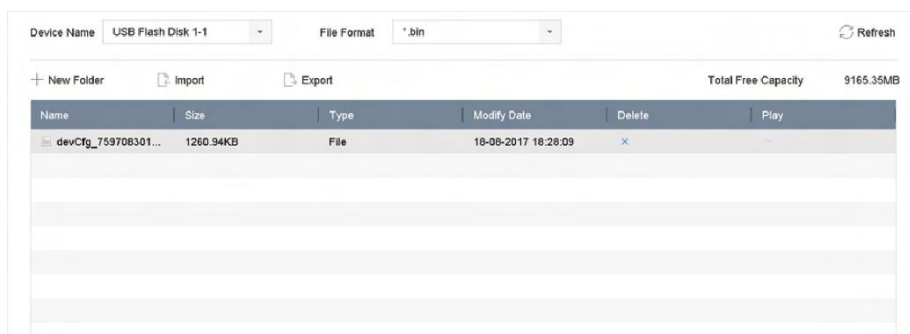 Device Name USB Flash Disk 1-1 File Format *.bin Refresh
New Folder Import Export Total Free Capacity 9165.35MB
Name Size Type Modify Date Delete Play
devCfg_759708301... 1260.94KB File 18-08-2017 18:28:09